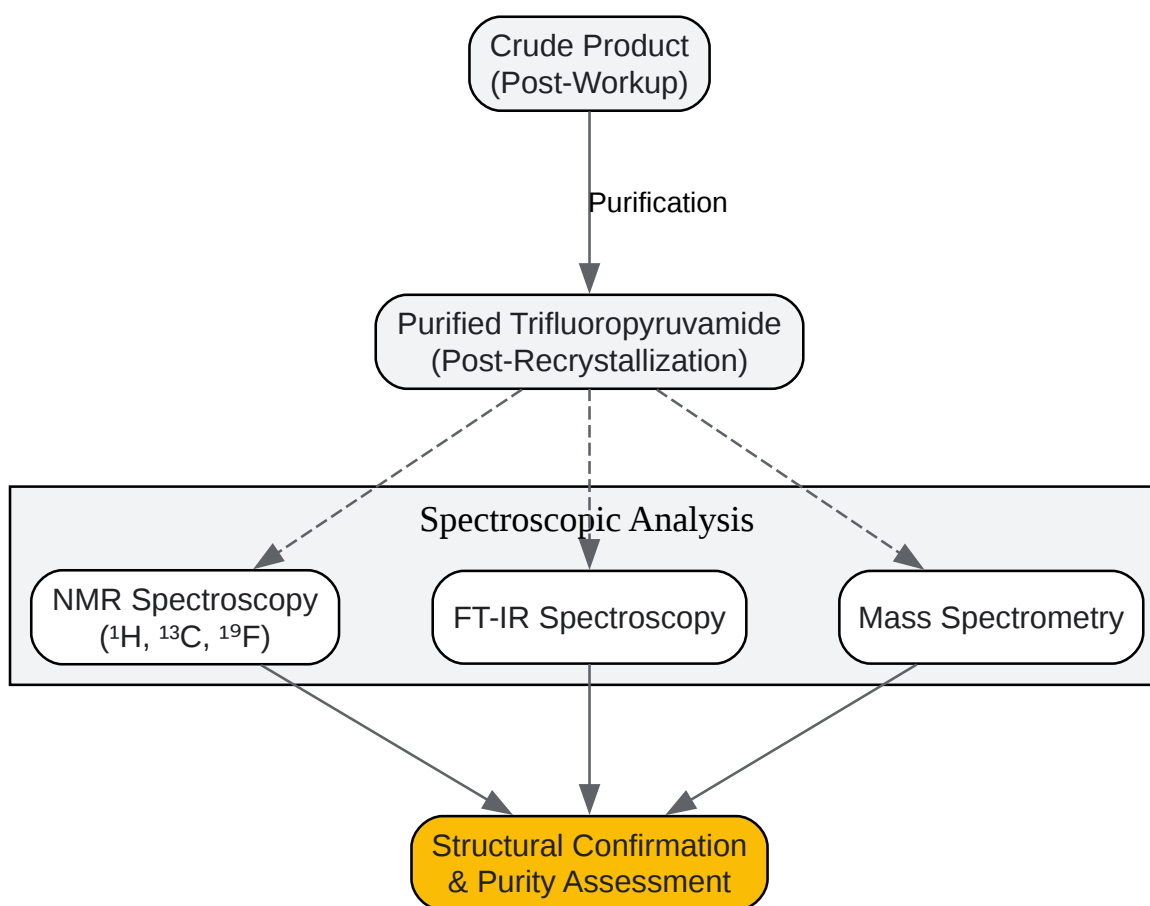 Crude Product
(Post-Workup)
Purification
Purified Trifluoropyruvamide
(Post-Recrystallization)
Spectroscopic Analysis
NMR Spectroscopy
(¹H, ¹³C, ¹⁹F)
FT-IR Spectroscopy
Mass Spectrometry
Structural Confirmation
& Purity Assessment